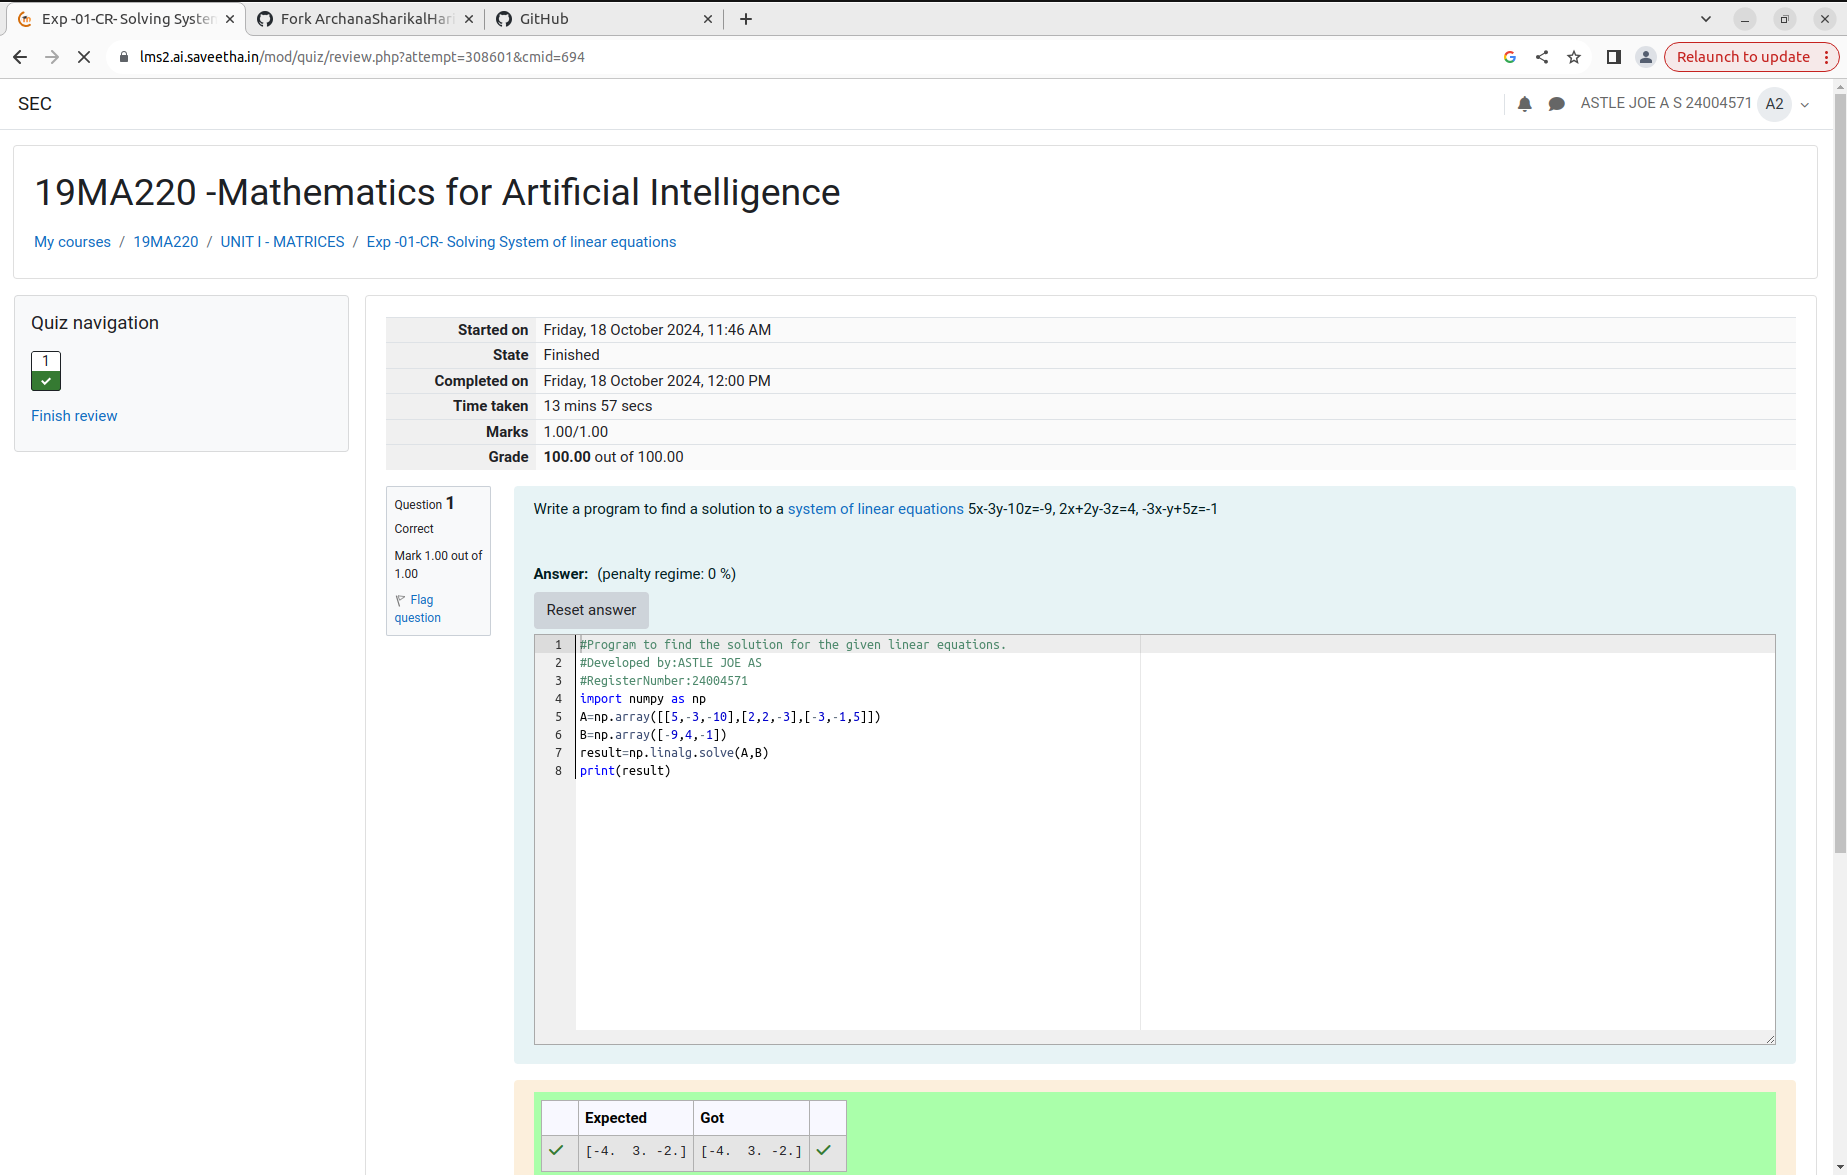 Exp -01-CR- Solving System
Fork ArchanaSharikalHari
GitHub
lms2.ai.saveetha.in/mod/quiz/review.php?attempt=308601&cmid=694
Relaunch to update
SEC
ASTLE JOE A S 24004571
A2
19MA220 -Mathematics for Artificial Intelligence
My courses / 19MA220 / UNIT I - MATRICES / Exp -01-CR- Solving System of linear equations
Quiz navigation
1
Finish review
Started on Friday, 18 October 2024, 11:46 AM
State Finished
Completed on Friday, 18 October 2024, 12:00 PM
Time taken 13 mins 57 secs
Marks 1.00/1.00
Grade 100.00 out of 100.00
Question 1
Correct
Mark 1.00 out of
1.00
Flag
question
Write a program to find a solution to a system of linear equations 5x-3y-10z=-9, 2x+2y-3z=4, -3x-y+5z=-1
Answer: (penalty regime: 0 %)
Reset answer
1 #Program to find the solution for the given linear equations.
2 #Developed by:ASTLE JOE AS
3 #RegisterNumber:24004571
4 import numpy as np
5 A=np.array([[5,-3,-10],[2,2,-3],[-3,-1,5]])
6 B=np.array([-9,4,-1])
7 result=np.linalg.solve(A,B)
8 print(result)
Expected Got
[-4. 3. -2.] [-4. 3. -2.]